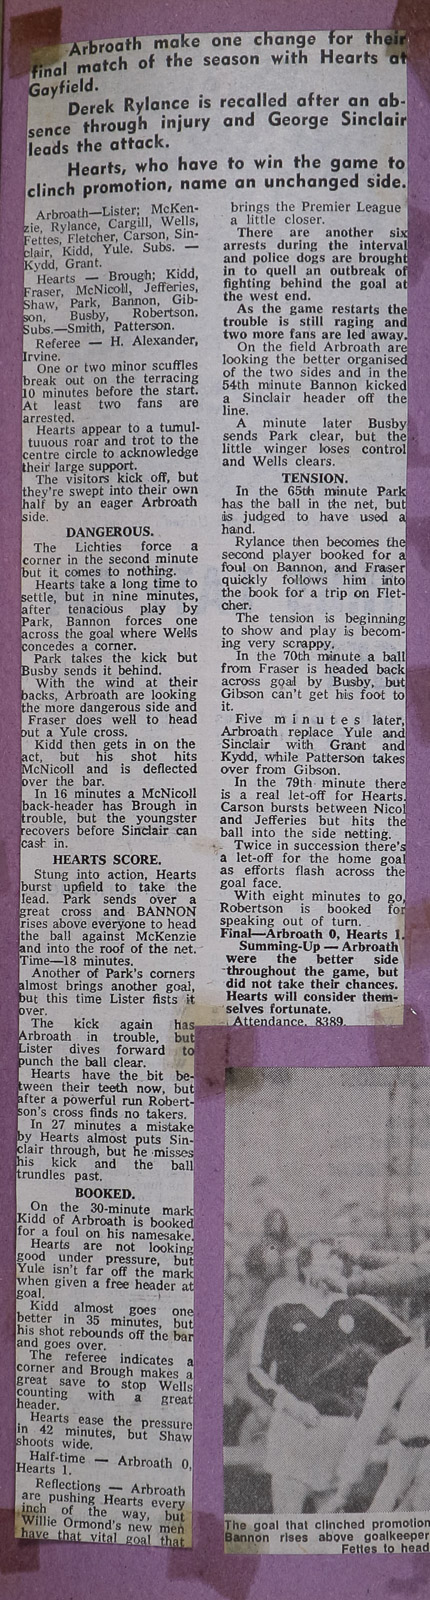 Arbroath make one change for their
final match of the season with Hearts at
Gayfield.
Derek Rylance is recalled after an ab-
sence through injury and George Sinclair
leads the attack.
Hearts, who have to win the game to
clinch promotion, name an unchanged side.
Arbroath—Lister; McKen-
zie, Rylance, Cargill, Wells,
Fettes, Fletcher, Carson, Sin-
clair, Kidd, Yule. Subs. —
Kydd, Grant.
Hearts — Brough; Kidd,
Fraser, McNicoll, Jefferies,
Shaw, Park, Bannon, Gib-
son, Busby, Robertson.
Subs.—Smith, Patterson.
Referee — H. Alexander,
Irvine.
One or two minor scuffles
break out on the terracing
10 minutes before the start.
At least two fans are
arrested.
Hearts appear to a tumul-
tuuous roar and trot to the
centre circle to acknowledge
their large support.
The visitors kick off, but
they're swept into their own
half by an eager Arbroath
side.
DANGEROUS.
The Lichties force a
corner in the second minute
but it comes to nothing.
Hearts take a long time to
settle, but in nine minutes,
after tenacious play by
Park, Bannon forces one
across the goal where Wells
concedes a corner.
Park takes the kick but
Busby sends it behind.
With the wind at their
backs, Arbroath are looking
the more dangerous side and
Fraser does well to head
out a Yule cross.
Kidd then gets in on the
act, but his shot hits
McNicoll and is deflected
over the bar.
In 16 minutes a McNicoll
back-header has Brough in
trouble, but the youngster
recovers before Sinclair can
cast in.
HEARTS SCORE.
Stung into action, Hearts
burst upfield to take the
lead. Park sends over a
great cross and BANNON
rises above everyone to head
the ball against McKenzie
and into the roof of the net.
Time—18 minutes.
Another of Park's corners
almost brings another goal,
but this time Lister fists it
over.
The kick again has
Arbroath in trouble, but
Lister dives forward to
punch the ball clear.
Hearts have the bit be-
tween their teeth now, but
after a powerful run Robert-
son's cross finds no takers.
In 27 minutes a mistake
by Hearts almost puts Sin-
clair through, but he misses
his kick and the ball
trundles past.
BOOKED.
On the 30-minute mark
Kidd of Arbroath is booked
for a foul on his namesake.
Hearts are not looking
good under pressure, but
Yule isn't far off the mark
when given a free header at
goal.
Kidd almost goes one
better in 35 minutes, but
his shot rebounds off the bar
and goes over.
The referee indicates a
corner and Brough makes a
great save to stop Wells
counting with a great
header.
Hearts ease the pressure
in 42 minutes, but Shaw
shoots wide.
Half-time — Arbroath 0,
Hearts 1.
Reflections — Arbroath
are pushing Hearts every
inch of the way, but
Willie Ormond's new men
have that vital goal that
brings the Premier League
a little closer.
There are another six
arrests during the interval
and police dogs are brought
in to quell an outbreak of
fighting behind the goal at
the west end.
As the game restarts the
trouble is still raging and
two more fans are led away.
On the field Arbroath are
looking the better organised
of the two sides and in the
54th minute Bannon kicked
a Sinclair header off the
line.
A minute later Busby
sends Park clear, but the
little winger loses control
and Wells clears.
TENSION.
In the 65th minute Park
has the ball in the net, but
is judged to have used a
hand.
Rylance then becomes the
second player booked for a
foul on Bannon, and Fraser
quickly follows him into
the book for a trip on Flet-
cher.
The tension is beginning
to show and play is becom-
ing very scrappy.
In the 70th minute a ball
from Fraser is headed back
across goal by Busby, but
Gibson can't get his foot to
it.
Five minutes later,
Arbroath replace Yule and
Sinclair with Grant and
Kydd, while Patterson takes
over from Gibson.
In the 79th minute there
is a real let-off for Hearts.
Carson bursts between Nicol
and Jefferies but hits the
ball into the side netting.
Twice in succession there's
a let-off for the home goal
as efforts flash across the
goal face.
With eight minutes to go,
Robertson is booked for
speaking out of turn.
Final—Arbroath 0, Hearts 1.
Summing-Up — Arbroath
were the better side
throughout the game, but
did not take their chances.
Hearts will consider them-
selves fortunate.
Attendance, 8389.
The goal that clinched promotion
Bannon rises above goalkeeper
Fettes to head